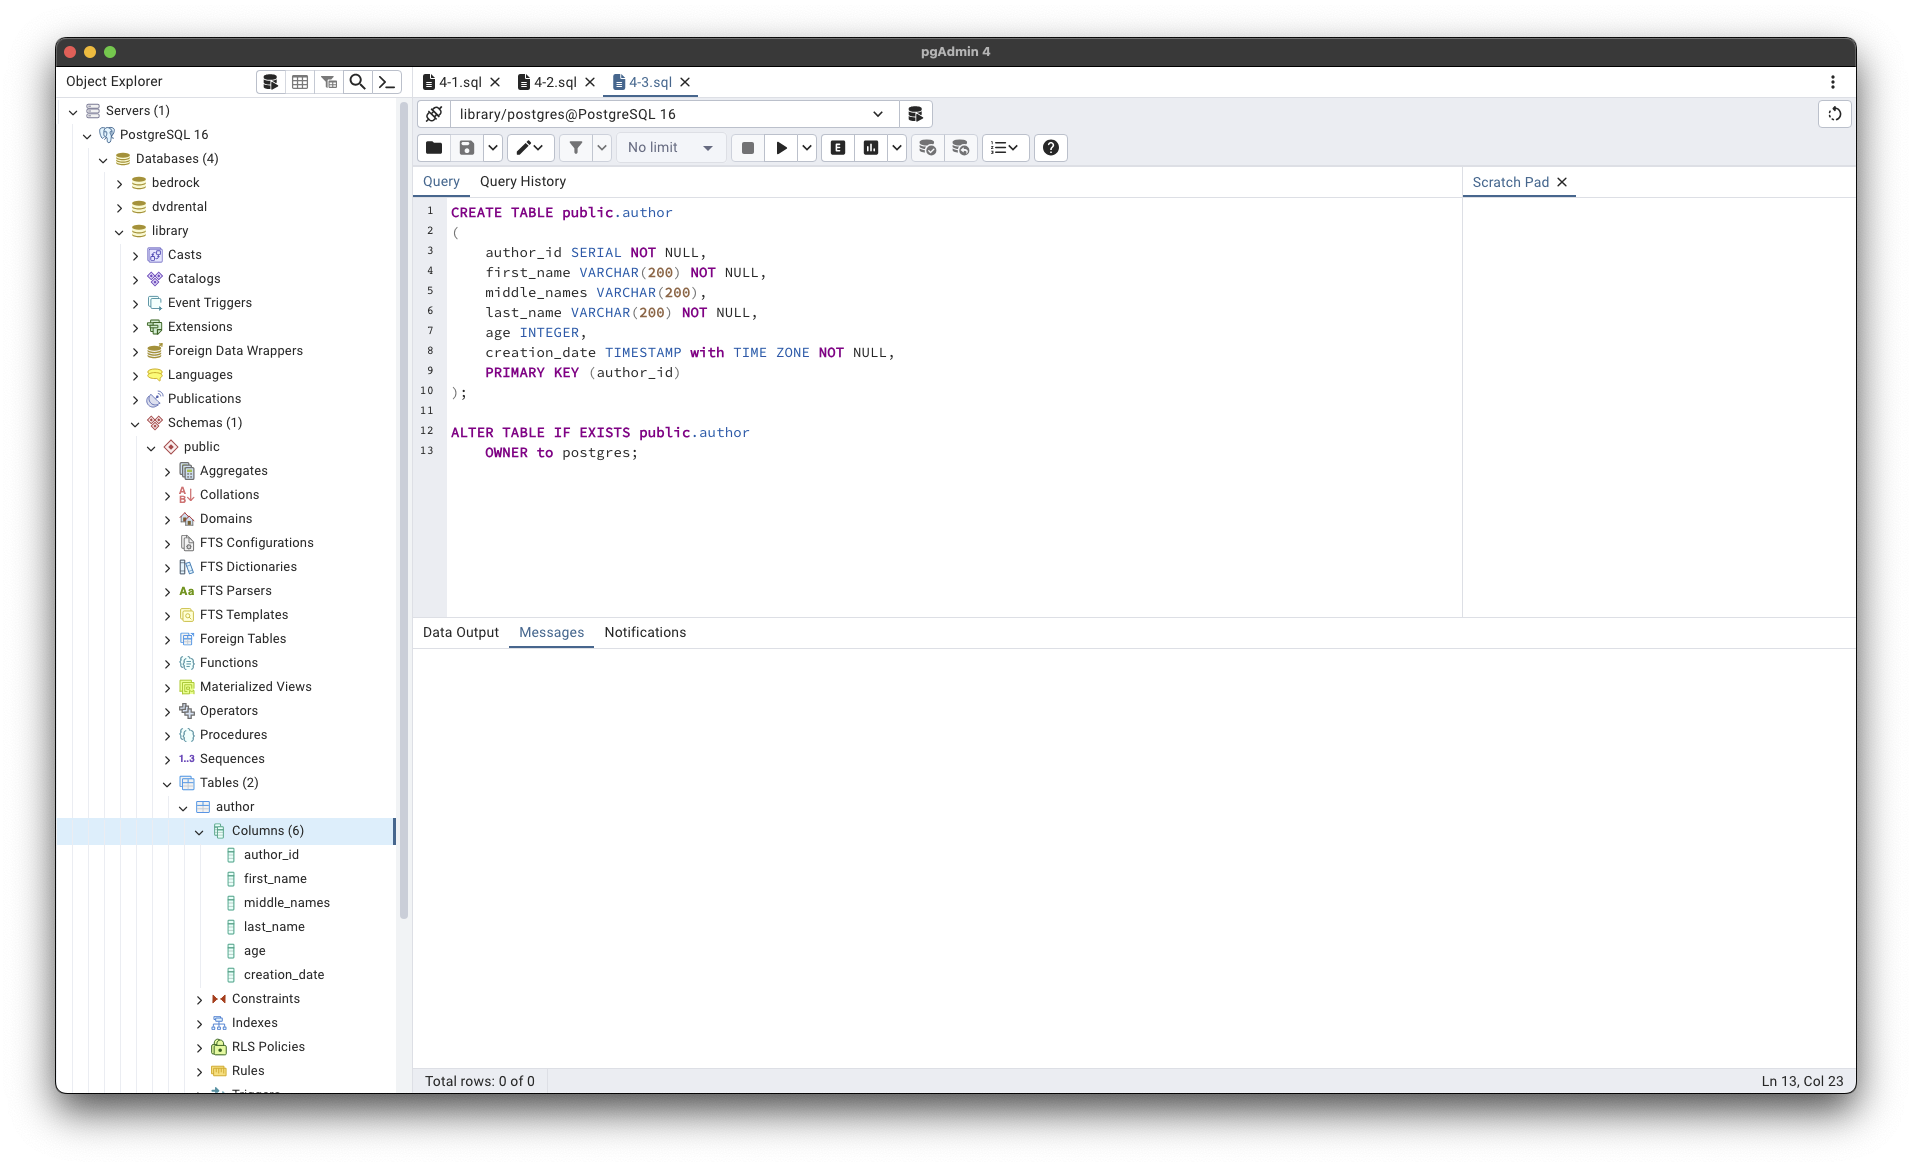 pgAdmin 4
Object Explorer
4-1.sql
4-2.sql
4-3.sql
library/postgres@PostgreSQL 16
No limit
E
Query
Query History
Scratch Pad
Servers (1)
PostgreSQL 16
Databases (4)
bedrock
dvdrental
library
Casts
Catalogs
Event Triggers
Extensions
Foreign Data Wrappers
Languages
Publications
Schemas (1)
public
Aggregates
Collations
Domains
FTS Configurations
FTS Dictionaries
Aa FTS Parsers
FTS Templates
Foreign Tables
Functions
Materialized Views
Operators
Procedures
1..3 Sequences
Tables (2)
author
Columns (6)
author_id
first_name
middle_names
last_name
age
creation_date
Constraints
Indexes
RLS Policies
Rules
Triggers
1 CREATE TABLE public.author
2 (
3 author_id SERIAL NOT NULL,
4 first_name VARCHAR(200) NOT NULL,
5 middle_names VARCHAR(200),
6 last_name VARCHAR(200) NOT NULL,
7 age INTEGER,
8 creation_date TIMESTAMP with TIME ZONE NOT NULL,
9 PRIMARY KEY (author_id)
10 );
11
12 ALTER TABLE IF EXISTS public.author
13 OWNER to postgres;
Data Output
Messages
Notifications
Total rows: 0 of 0
Ln 13, Col 23